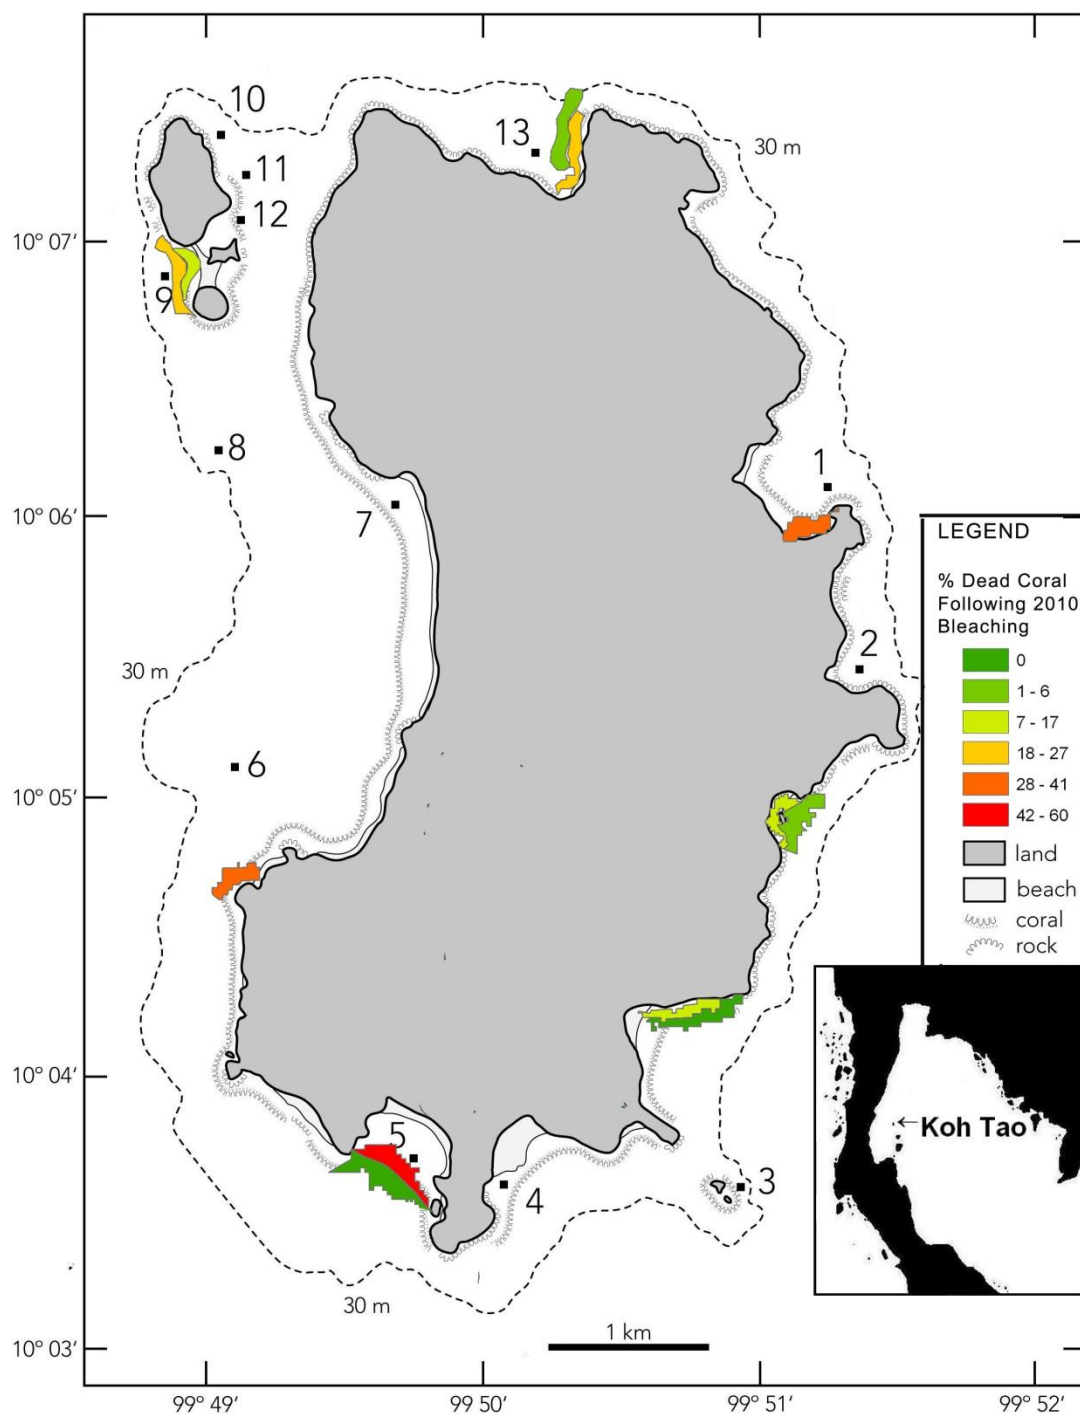 10
11
12
13
30 m
10° 07'
9
8
1
7
10° 06'
LEGEND
% Dead Coral
Following 2010
Bleaching
0
1 - 6
7 - 17
18 - 27
28 - 41
42 - 60
land
beach
coral
rock
2
30 m
6
10° 05'
10° 04'
5
4
3
←Koh Tao
30 m
1 km
10° 03'
99° 49'
99° 50'
99° 51'
99° 52'